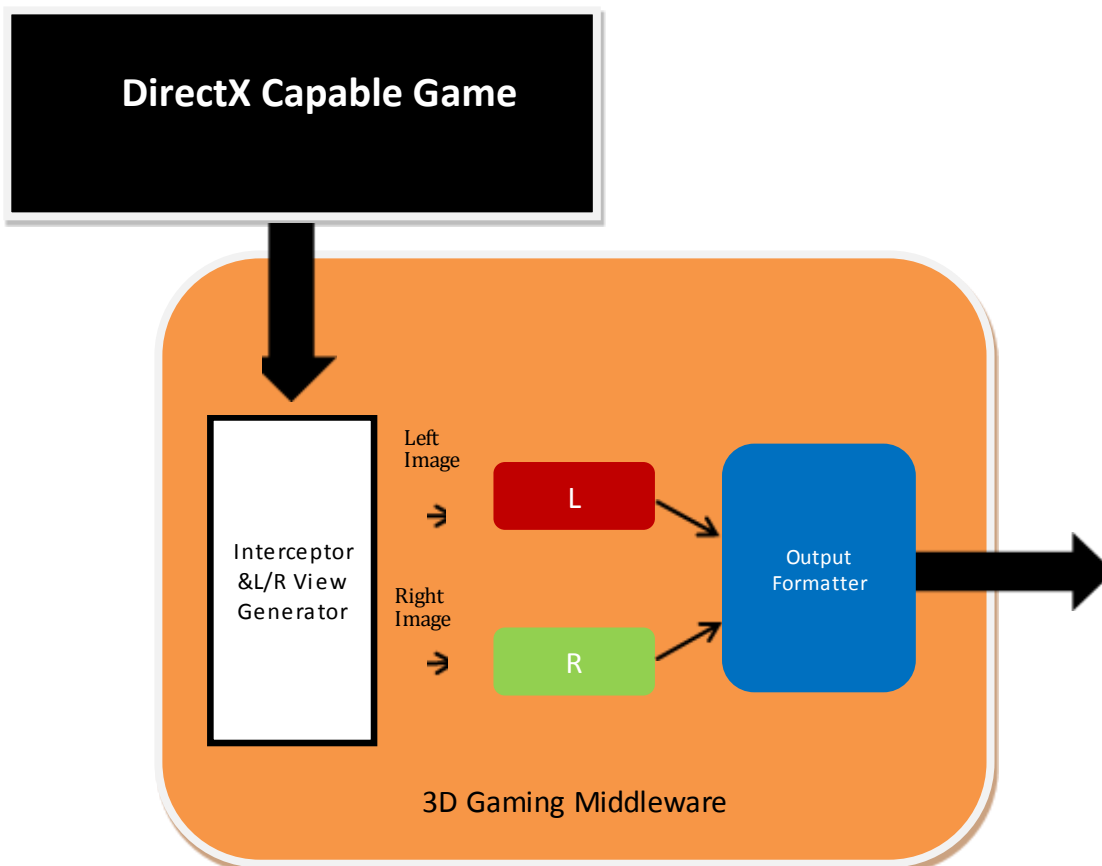 DirectX Capable Game
Left
Image
L
Interceptor
&L/R View
Generator
Output
Formatter
Right
Image
R
3D Gaming Middleware